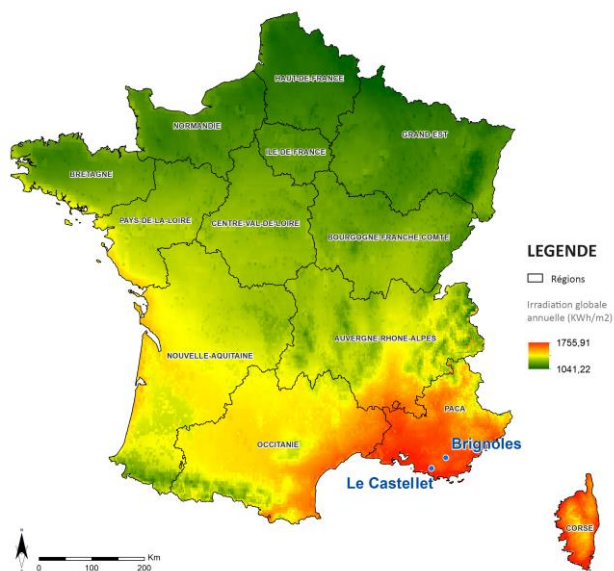 HAUT-DE-FRANCE
NORMANDIE
GRAND-EST
ILE-DE-FRANCE
BRETAGNE
PAYS-DE-LA-LOIRE
CENTRE-VAL-DE-LOIRE
BOURGOGNE-FRANCHE COMTE
LEGENDE
Régions
Irradiation globale
annuelle (KWh/m2)
1755,91
1041,22
AUVERGNE-RHONE-ALPES
NOUVELLE-AQUITAINE
PACA
OCCITANIE
Brignoles
Le Castellet
CORSE
Km
0 100 200